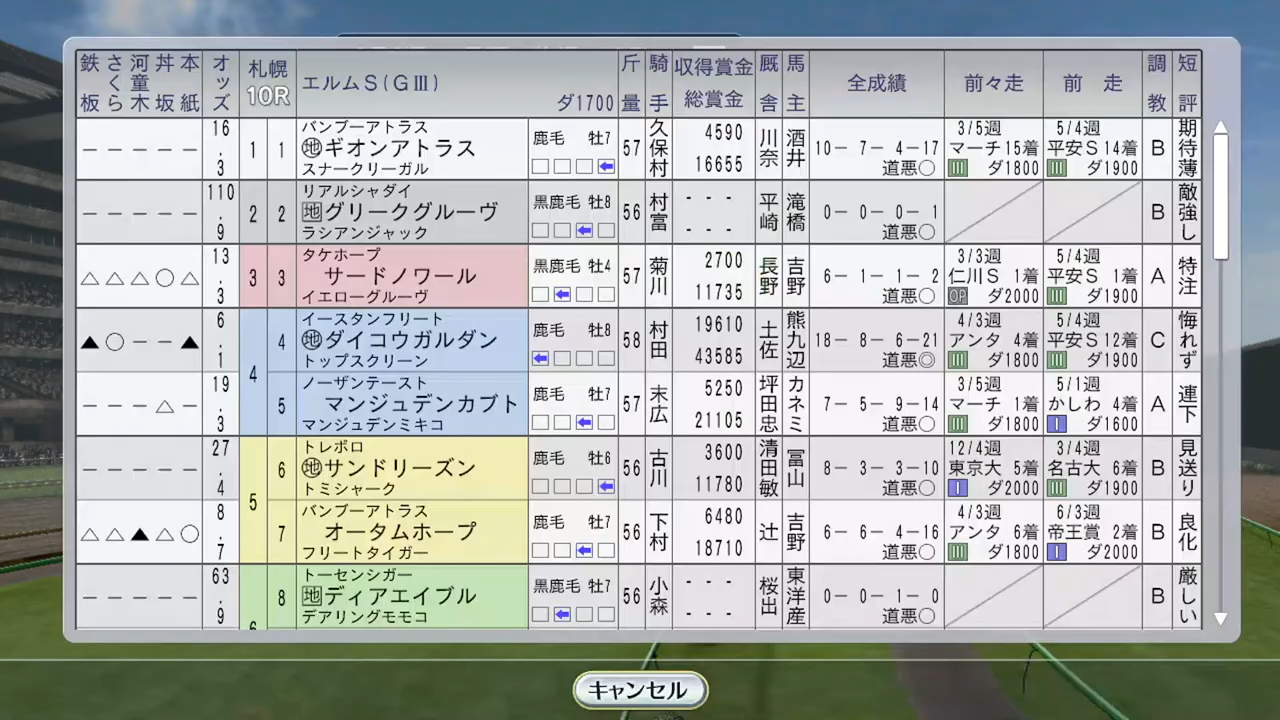 鉄板 さくら 河童木 丼坂 本紙 オッズ 札幌10R エルムS(GⅢ) ダ1700 斤量 騎手 収得賞金 総賞金 厩舎 馬主 全成績 前々走 前 走 調教 短評
－－－－－ 16.3 1 1 バンブーアトラス 鹿毛 牡7 57 久保村 4590 川奈 酒井 10－ 7－ 4－17 3/5週 5/4週 B 期待薄
地ギオンアトラス マーチ 15着 平安S 14着
スナークリーガル 16655 道悪○ Ⅲ ダ1800 Ⅲ ダ1900
－－－－－ 110.9 2 2 リアルシャダイ 黒鹿毛 牡8 56 村富 - - - 平崎 滝橋 0－ 0－ 0－ 1 B 敵強し
地グリークグルーヴ
ラシアンジャック - - - 道悪○
△△△○△ 13.3 3 3 タケホープ 黒鹿毛 牡4 57 菊川 2700 長野 吉野 6－ 1－ 1－ 2 3/3週 5/4週 A 特注
サードノワール 仁川S 1着 平安S 1着
イエローグルーヴ 11735 道悪○ OP ダ2000 Ⅲ ダ1900
▲○－－▲ 6.1 4 4 イースタンフリート 鹿毛 牡8 58 村田 19610 土佐 熊九辺 18－ 8－ 6－21 4/3週 5/4週 C 悔れず
地ダイコウガルダン アンタ 4着 平安S 12着
トップスクリーン 43585 道悪◎ Ⅲ ダ1800 Ⅲ ダ1900
－－－△－ 19.3 5 ノーザンテースト 鹿毛 牡7 57 末広 5250 坪田忠 カネミ 7－ 5－ 9－14 3/5週 5/1週 A 連下
マンジュデンカブト マーチ 1着 かしわ 4着
マンジュデンミキコ 21105 道悪○ Ⅲ ダ1800 Ⅰ ダ1600
－－－－－ 27.4 5 6 トレボロ 鹿毛 牡6 56 古川 3600 清田敏 冨山 8－ 3－ 3－10 12/4週 3/4週 B 見送り
地サンドリーズン 東京大 5着 名古大 6着
トミシャーク 11780 道悪○ Ⅰ ダ2000 Ⅲ ダ1900
△△▲△○ 8.7 7 バンブーアトラス 鹿毛 牡7 56 下村 6480 辻 吉野 6－ 6－ 4－16 4/3週 6/3週 B 良化
オータムホープ アンタ 6着 帝王賞 2着
フリートタイガー 18710 道悪○ Ⅲ ダ1800 Ⅰ ダ2000
－－－－－ 63.9 6 8 トーセンシガー 黒鹿毛 牡7 56 小森 - - - 桜出 東洋産 0－ 0－ 1－ 0 B 厳しい
地ディアエイブル
デアリングモモコ - - - 道悪○
キャンセル